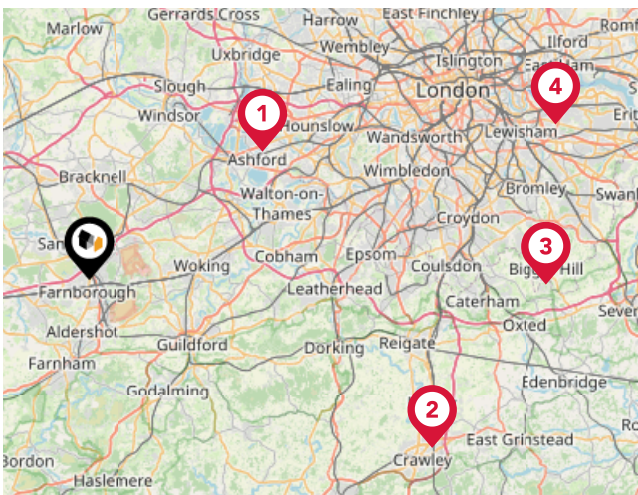 Gerrards Cross
East Finchley
Marlow
Harrow
Romf
Wembley
Ilford
Uxbridge
Islington
East Ham
Slough
Ealing
London
4
Windsor
1
Hounslow
Erit
Wandsworth
Lewisham
Ashford
Wimbledon
Bracknell
Bromley
Swanl
Walton-on-
Thames
Croydon
San
3
Woking
Cobham
Epsom
Coulsdon
Biggin Hill
Farnborough
Leatherhead
Caterham
Seven
Oxted
Aldershot
Guildford
Dorking
Reigate
Farnham
Edenbridge
Godalming
2
Ro
East Grinstead
Bordon
Crawley
Haslemere